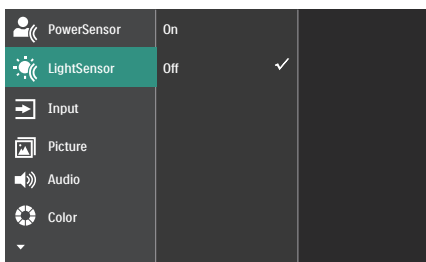 PowerSensor On
LightSensor Off
Input
Picture
Audio
Color